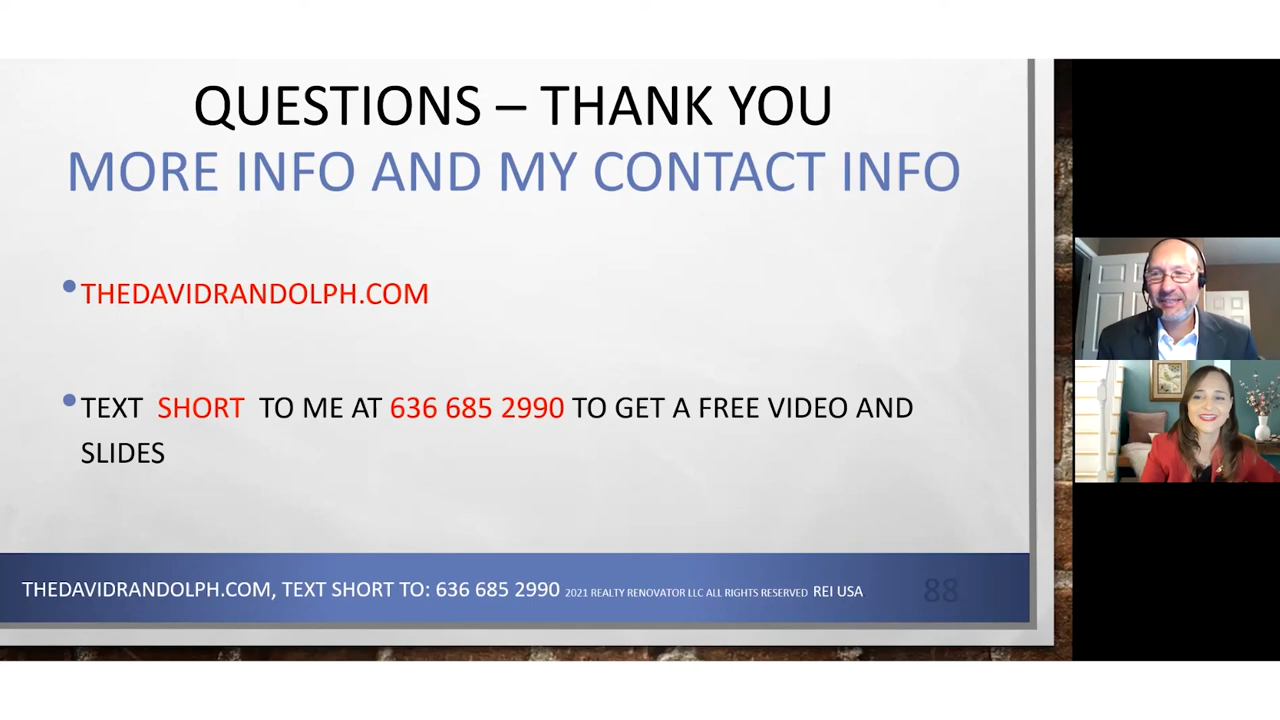 QUESTIONS – THANK YOU
MORE INFO AND MY CONTACT INFO
•THEDAVIDRANDOLPH.COM
•TEXT SHORT TO ME AT 636 685 2990 TO GET A FREE VIDEO AND
SLIDES
THEDAVIDRANDOLPH.COM, TEXT SHORT TO: 636 685 2990 2021 REALTY RENOVATOR LLC ALL RIGHTS RESERVED REI USA 88